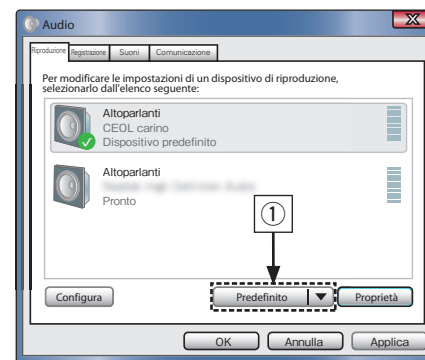 Audio
Riproduzione Registrazione Suoni Comunicazione
Per modificare le impostazioni di un dispositivo di riproduzione,
selezionarlo dall'elenco seguente:
Altoparlanti
CEOL carino
Dispositivo predefinito
Altoparlanti
Pronto
①
Configura Predefinito Proprietà
OK Annulla Applica